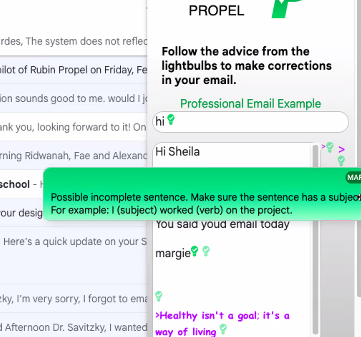 PROPEL
rdes, The system does not reflec
Follow the advice from the
lightbulbs to make corrections
in your email.
pilot of Rubin Propel on Friday, Fe
Professional Email Example
ion sounds good to me. would I jo
hi
ank you, looking forward to it! On
Hi Sheila
>
>
rning Ridwanah, Fae and Alexand
school -
MAR
Possible incomplete sentence. Make sure the sentence has a subject
For example: I (subject) worked (verb) on the project.
your design
You said yourd email today
Here's a quick update on your S
margie
zky, I'm very sorry, I forgot to ema
>Healthy isn't a goal; it's a
way of living
d Afternoon Dr. Savitzky, I wanted